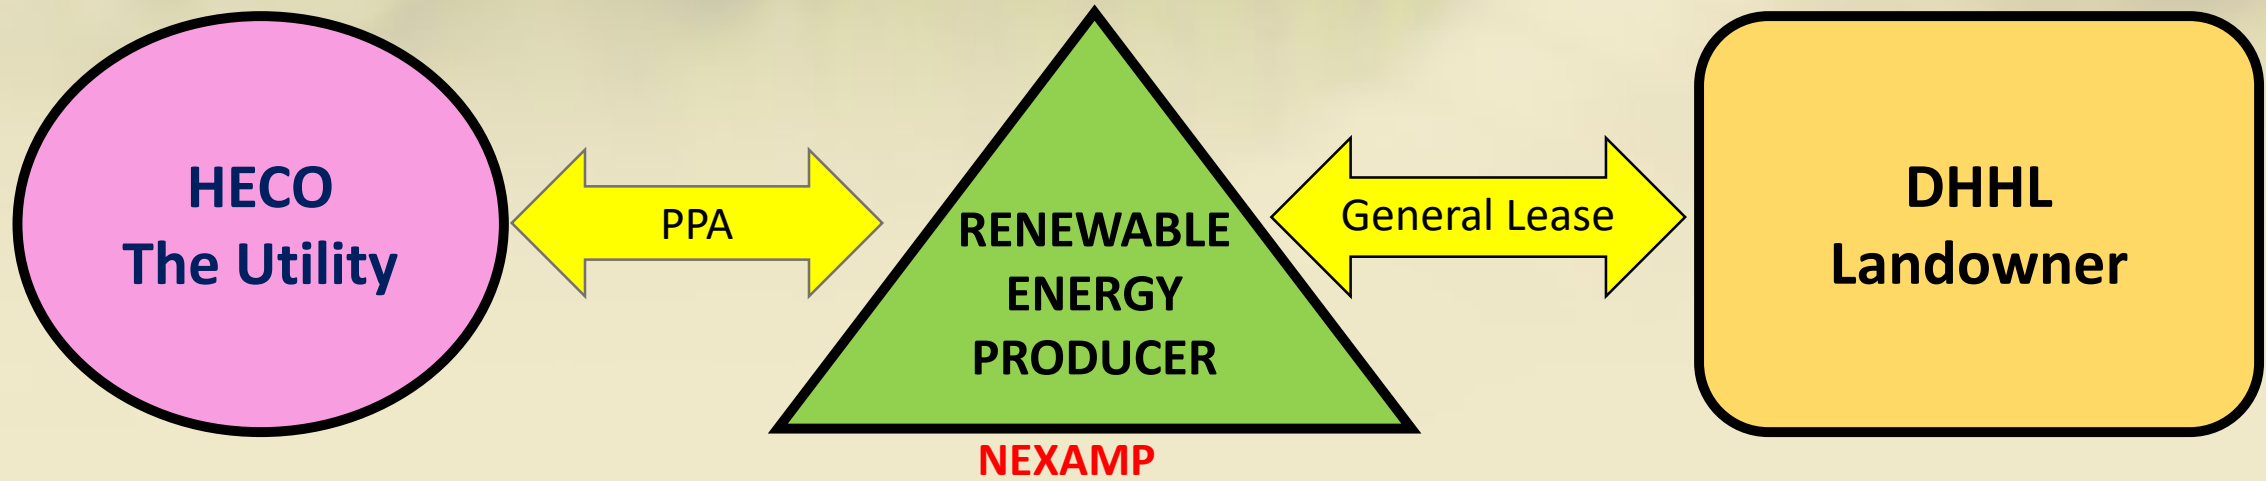 HECO
The Utility
PPA
RENEWABLE
ENERGY
PRODUCER
NEXAMP
General Lease
DHHL
Landowner